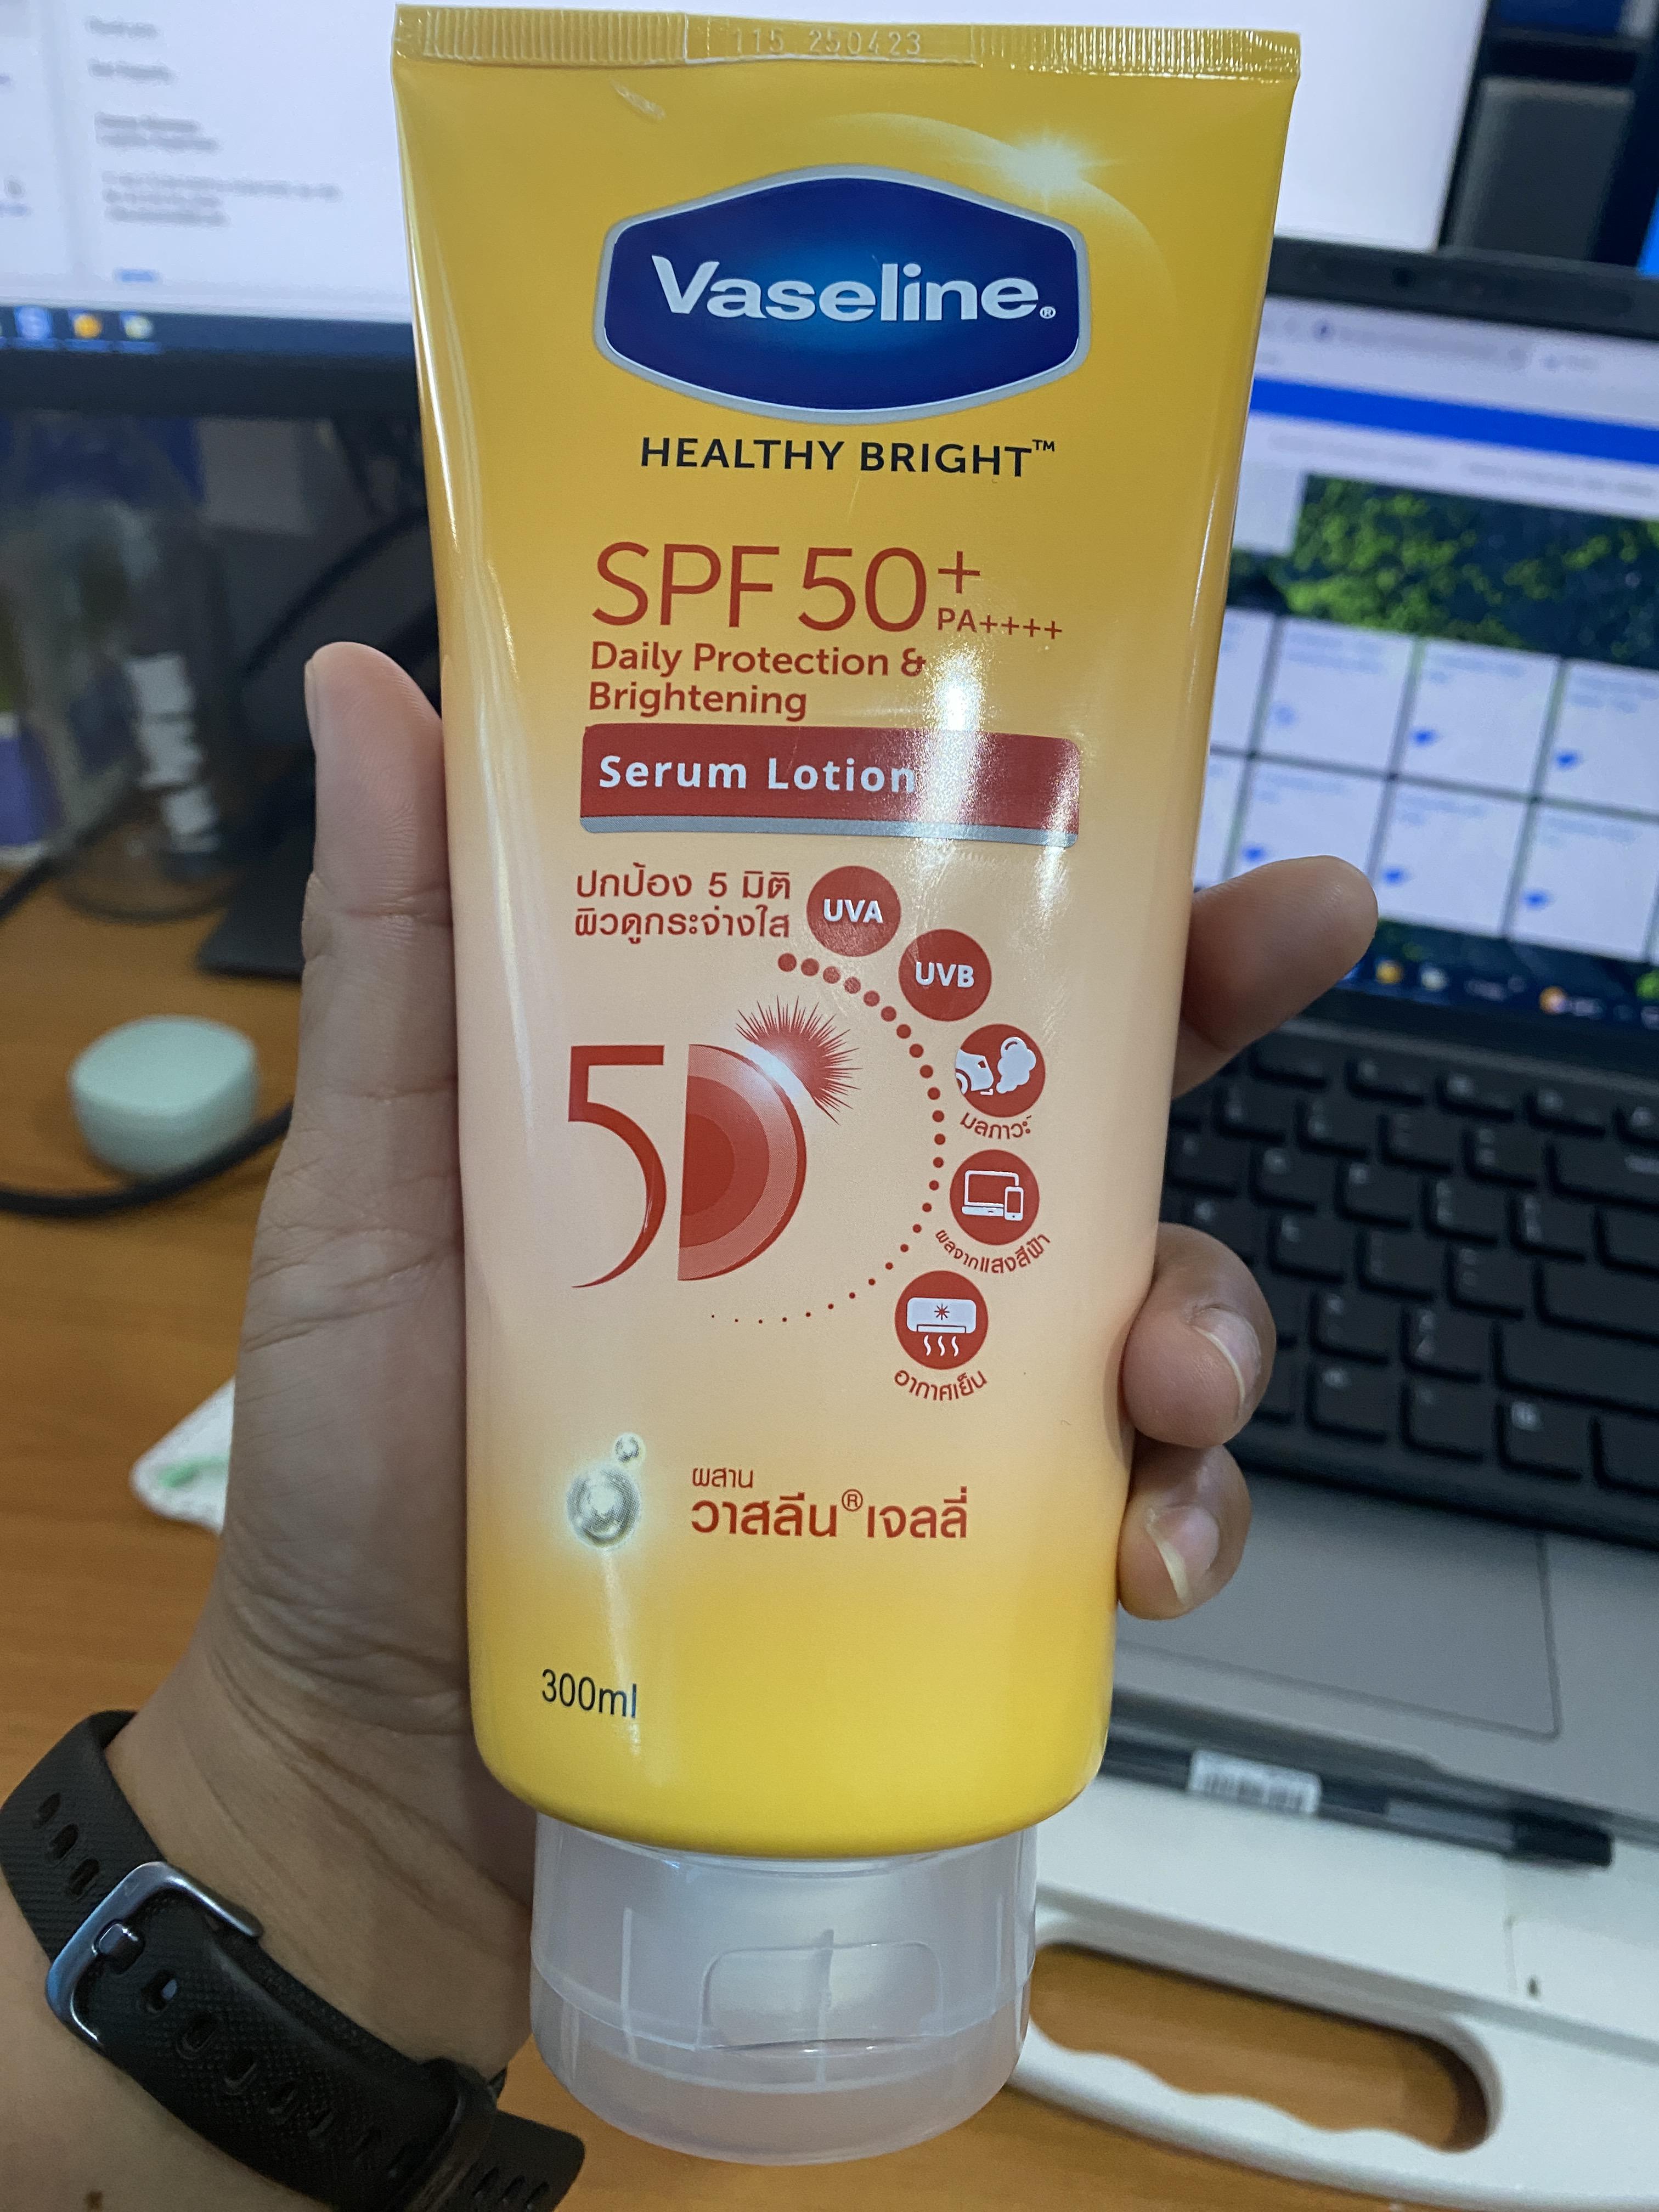 115 250423
Vaseline®
HEALTHY BRIGHT™
SPF 50+
PA++++
Daily Protection &
Brightening
Serum Lotion
ปกป้อง 5 มิติ
ผิวดูกระจ่างใส
UVA
UVB
มลภาวะ
ผลจากแสงสีฟ้า
อากาศเย็น
5D
ผสาน
วาสลีน®เจลลี่
300ml